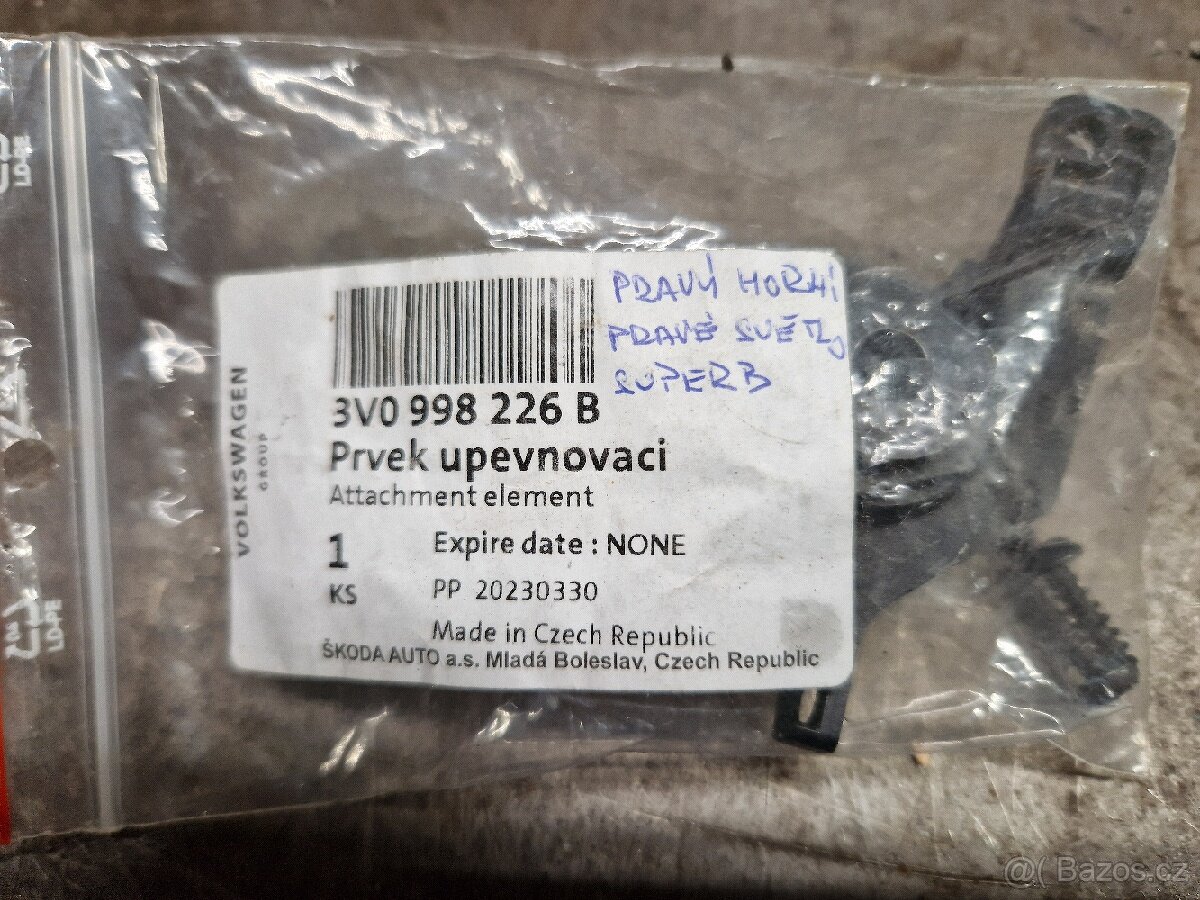 VOLKSWAGEN
GROUP
PRAVÝ HORNÍ
PRAVÉ SVĚTLO
SUPERB
3V0 998 226 B
Prvek upevnovaci
Attachment element
1
KS
Expire date : NONE
PP 20230330
Made in Czech Republic
ŠKODA AUTO a.s. Mladá Boleslav, Czech Republic
LDPE
@( Bazos.cz